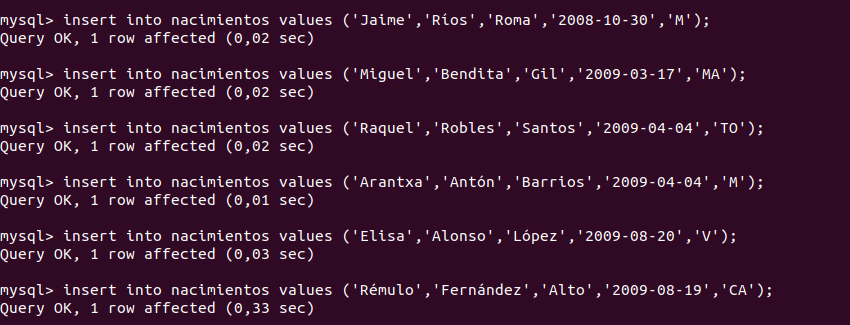 mysql> insert into nacimientos values ('Jaime','Ríos','Roma','2008-10-30','M');
Query OK, 1 row affected (0,02 sec)
mysql> insert into nacimientos values ('Miguel','Bendita','Gil','2009-03-17','MA');
Query OK, 1 row affected (0,02 sec)
mysql> insert into nacimientos values ('Raquel','Robles','Santos','2009-04-04','TO');
Query OK, 1 row affected (0,02 sec)
mysql> insert into nacimientos values ('Arantxa','Antón','Barrios','2009-04-04','M');
Query OK, 1 row affected (0,01 sec)
mysql> insert into nacimientos values ('Elisa','Alonso','López','2009-08-20','V');
Query OK, 1 row affected (0,03 sec)
mysql> insert into nacimientos values ('Rémulo','Fernández','Alto','2009-08-19','CA');
Query OK, 1 row affected (0,33 sec)